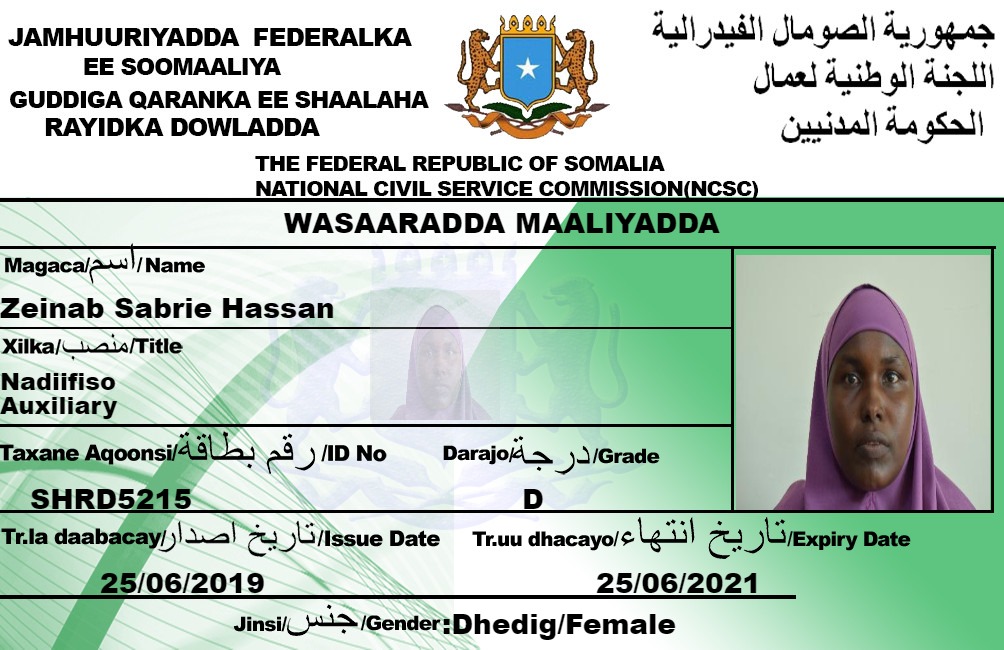 JAMHUURIYADDA FEDERALKA
EE SOOMAALIYA
GUDDIGA QARANKA EE SHAALAHA
RAYIDKA DOWLADDA
جمهورية الصومال الفيدرالية
اللجنة الوطنية لعمال
الحكومة المدنيين
THE FEDERAL REPUBLIC OF SOMALIA
NATIONAL CIVIL SERVICE COMMISSION(NCSC)
WASAARADDA MAALIYADDA
Magaca/اسم/Name
Zeinab Sabrie Hassan
Xilka/منصب/Title
Nadiifiso
Auxiliary
Taxane Aqoonsi/رقم بطاقة/ID No Darajo/درجة/Grade
SHRD5215 D
Tr.la daabacay/تاريخ اصدار/Issue Date Tr.uu dhacayo/تاريخ انتهاء/Expiry Date
25/06/2019 25/06/2021
Jinsi/جنس/Gender:Dhedig/Female